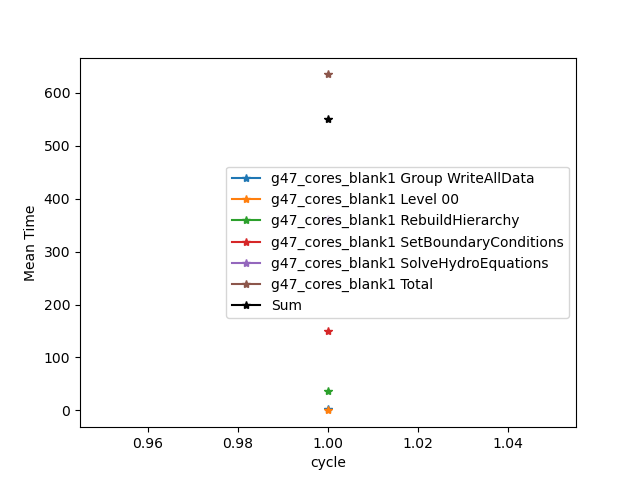 600
500
400
300
200
100
0
Mean Time
g47_cores_blank1 Group WriteAllData
g47_cores_blank1 Level 00
g47_cores_blank1 RebuildHierarchy
g47_cores_blank1 SetBoundaryConditions
g47_cores_blank1 SolveHydroEquations
g47_cores_blank1 Total
Sum
0.96 0.98 1.00 1.02 1.04
cycle